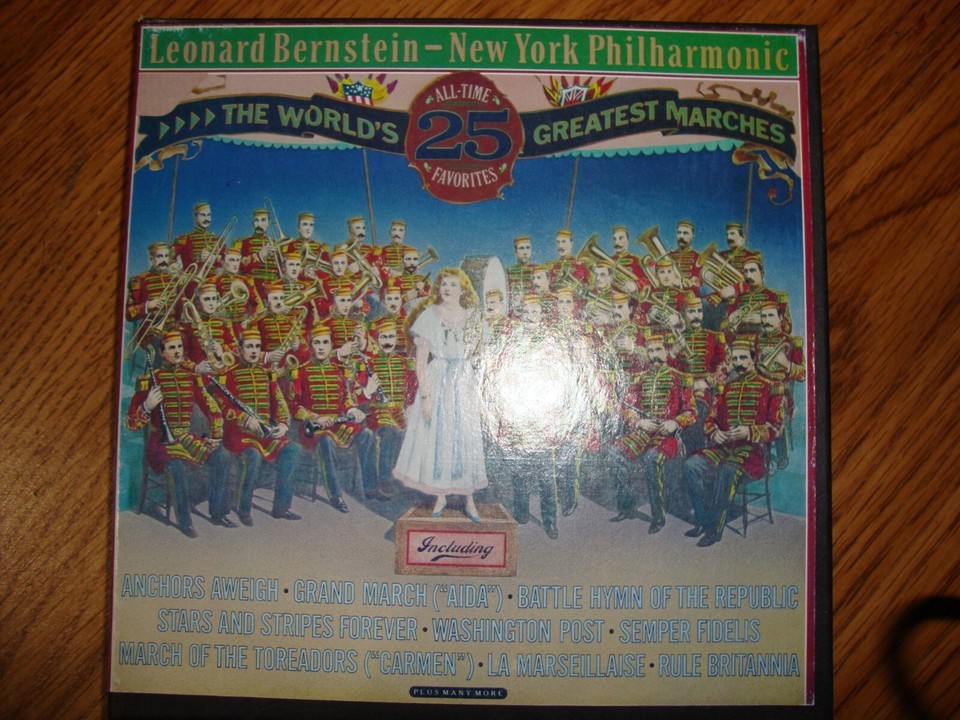 Leonard Bernstein – New York Philharmonic
THE WORLD'S
ALL-TIME
25
FAVORITES
GREATEST MARCHES
Including
ANCHORS AWEIGH • GRAND MARCH ("AIDA") • BATTLE HYMN OF THE REPUBLIC
STARS AND STRIPES FOREVER • WASHINGTON POST • SEMPER FIDELIS
MARCH OF THE TOREADORS ("CARMEN") • LA MARSEILLAISE • RULE BRITANNIA
PLUS MANY MORE